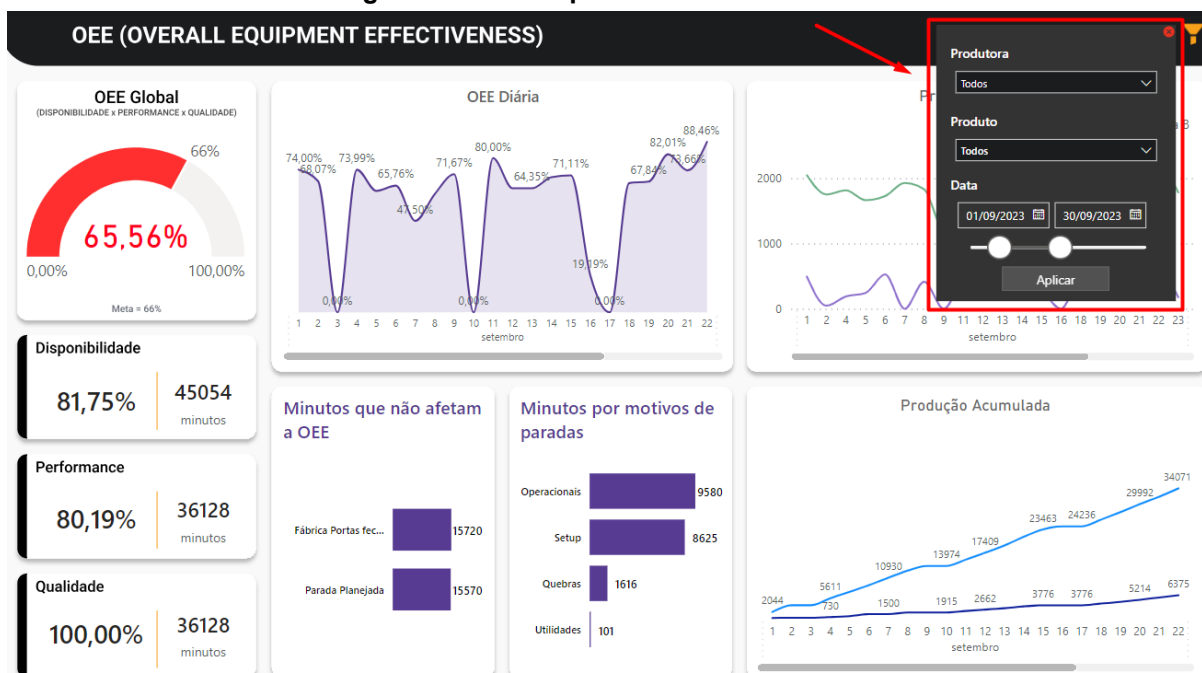 OEE (OVERALL EQUIPMENT EFFECTIVENESS)
OEE Global
(DISPONIBILIDADE x PERFORMANCE x QUALIDADE)
66%
65,56%
0,00%
100,00%
Meta = 66%
Disponibilidade
81,75%
45054
minutos
Performance
80,19%
36128
minutos
Qualidade
100,00%
36128
minutos
OEE Diária
74,00%
68,07%
0,00%
73,99%
65,76%
47,50%
71,67%
0,00%
80,00%
64,35%
71,11%
19,19%
0,00%
67,84%
82,01%
73,66%
88,46%
1 2 3 4 5 6 7 8 9 10 11 12 13 14 15 16 17 18 19 20 21 22
setembro
Minutos que não afetam
a OEE
Fábrica Portas fec...
15720
Parada Planejada
15570
Minutos por motivos de
paradas
Operacionais
9580
Setup
8625
Quebras
1616
Utilidades
101
Produtora
Todos
Produto
Todos
Data
01/09/2023
30/09/2023
Aplicar
2000
1000
0
1 2 4 5 6 7 8 9 11 12 13 14 15 16 18 19 20 21 22 23
setembro
Produção Acumulada
2044
5611
10930
13974
17409
23463
24236
29992
34071
730
1500
1915
2662
3776
3776
5214
6375
1 2 3 4 5 6 7 8 9 10 11 12 13 14 15 16 17 18 19 20 21 22
setembro